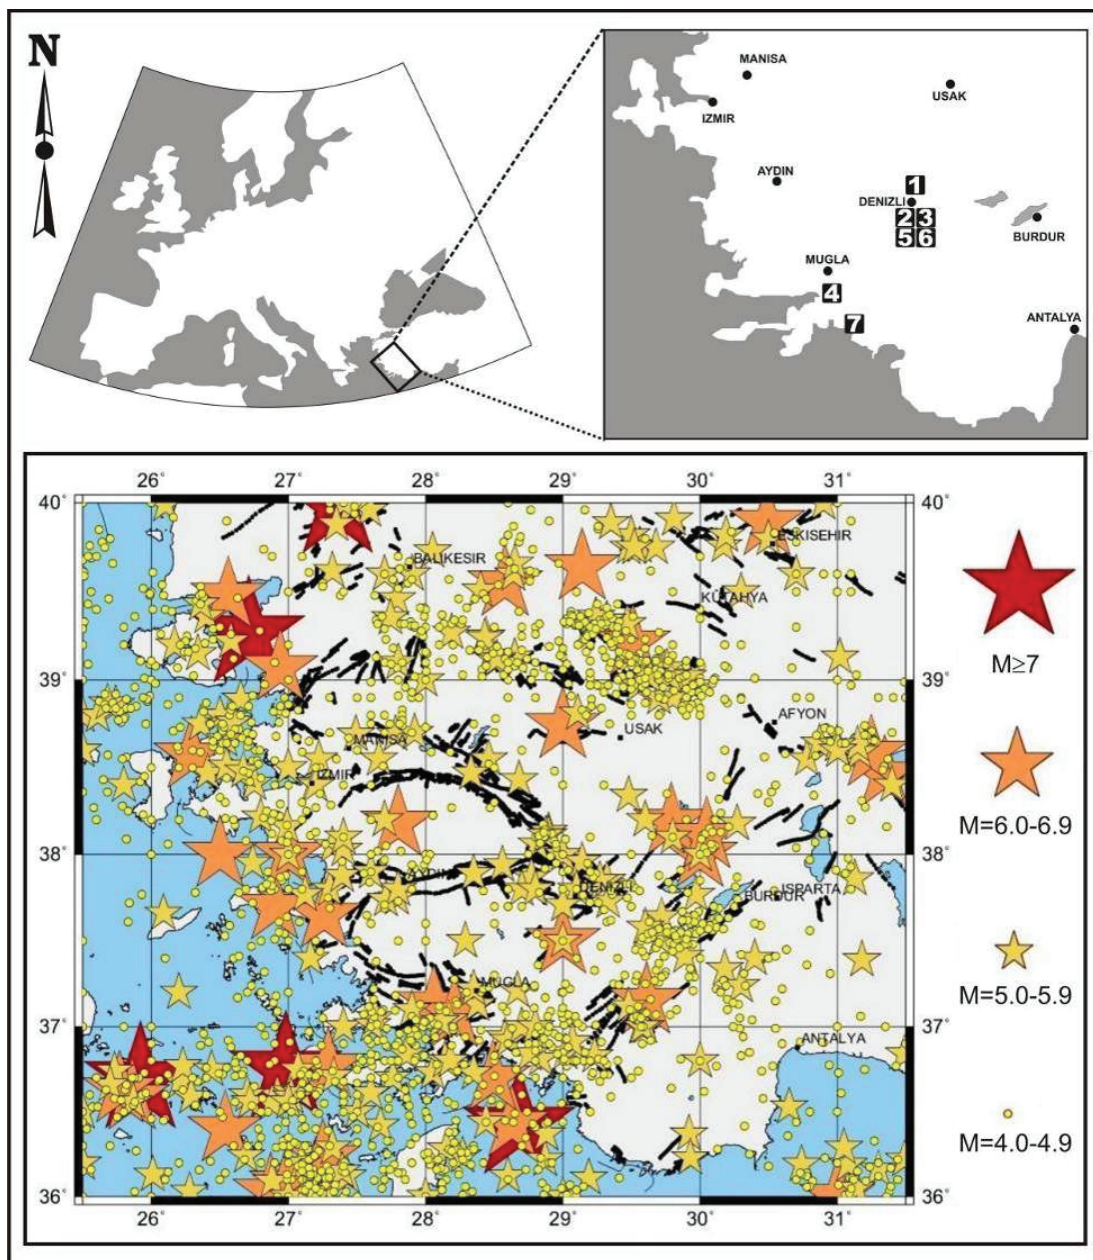 N
MANISA
USAK
IZMIR
AYDIN
1
DENIZLI
2 3
5 6
BURDUR
MUGLA
4
7
ANTALYA
26° 27° 28° 29° 30° 31°
40° 40°
ESKISEHIR
BALIKESIR
KÜTAHYA
M≥7
39° 39°
AFYON
USAK
MANISA
IZMIR
M=6.0-6.9
38° 38°
AYDIN
DENIZLI
ISPARTA
BURDUR
MUGLA
M=5.0-5.9
37° 37°
ANTALYA
M=4.0-4.9
36° 36°
26° 27° 28° 29° 30° 31°